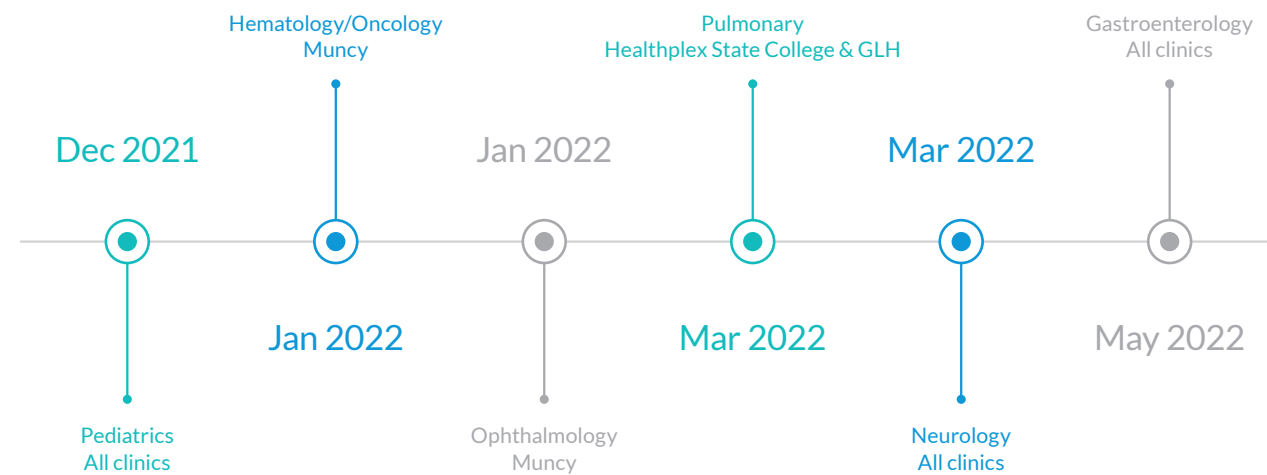 Hematology/Oncology
Muncy
Pulmonary
Healthplex State College & GLH
Gastroenterology
All clinics
Dec 2021
Jan 2022
Mar 2022
Jan 2022
Mar 2022
May 2022
Pediatrics
All clinics
Ophthalmology
Muncy
Neurology
All clinics